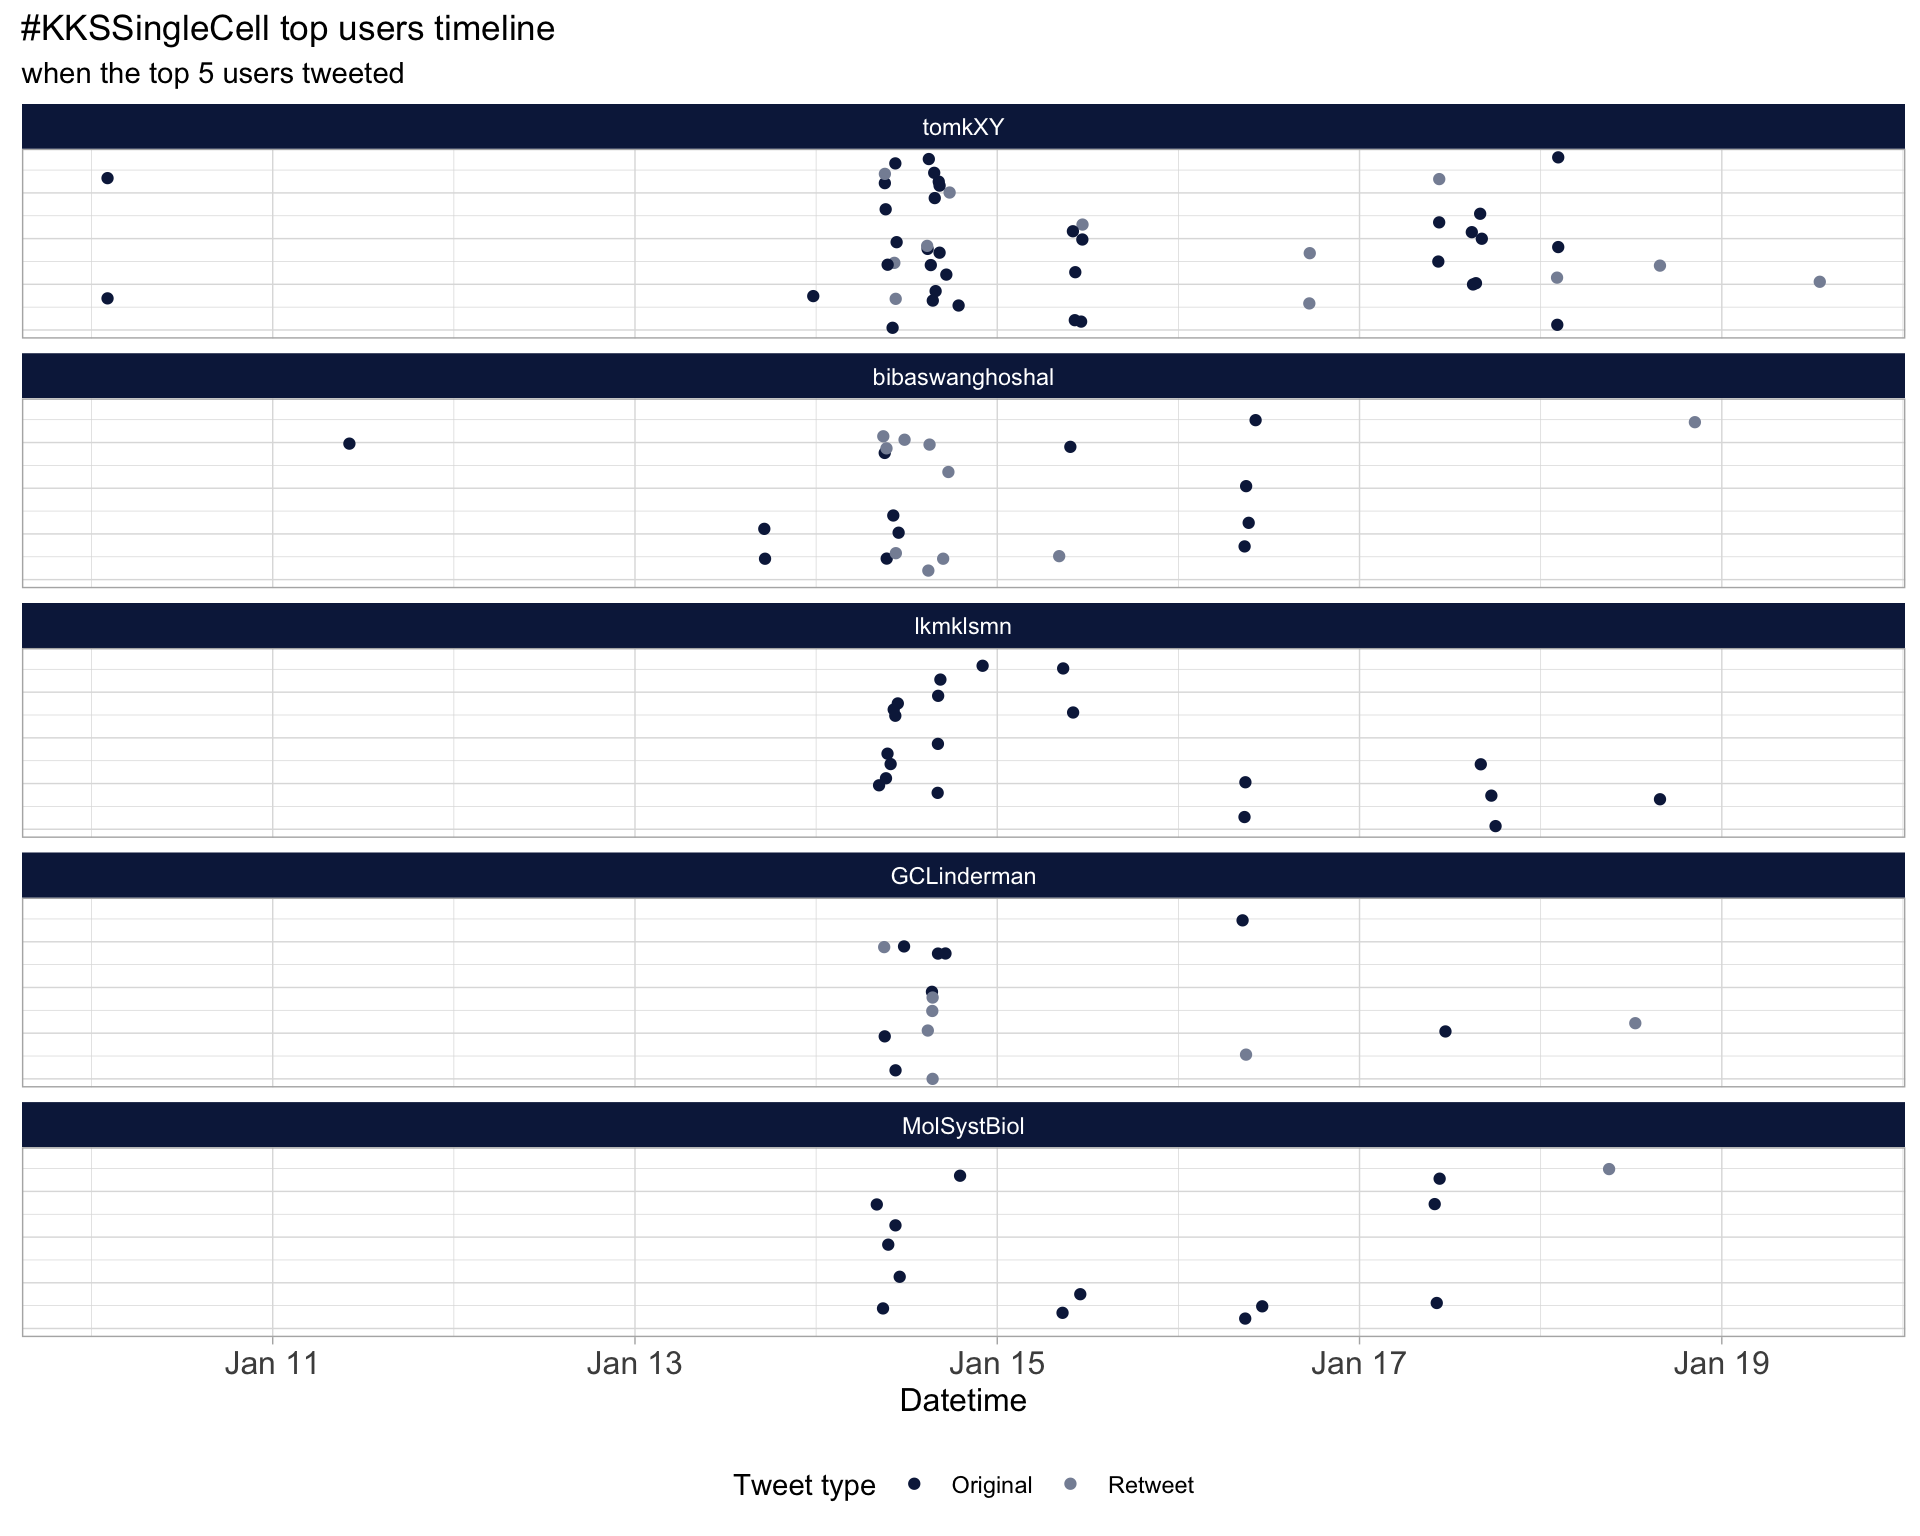 #KKSSingleCell top users timeline
when the top 5 users tweeted
tomkXY
bibaswanghoshal
lkmklsmn
GCLinderman
MolSystBiol
Jan 11 Jan 13 Jan 15 Jan 17 Jan 19
Datetime
Tweet type Original Retweet